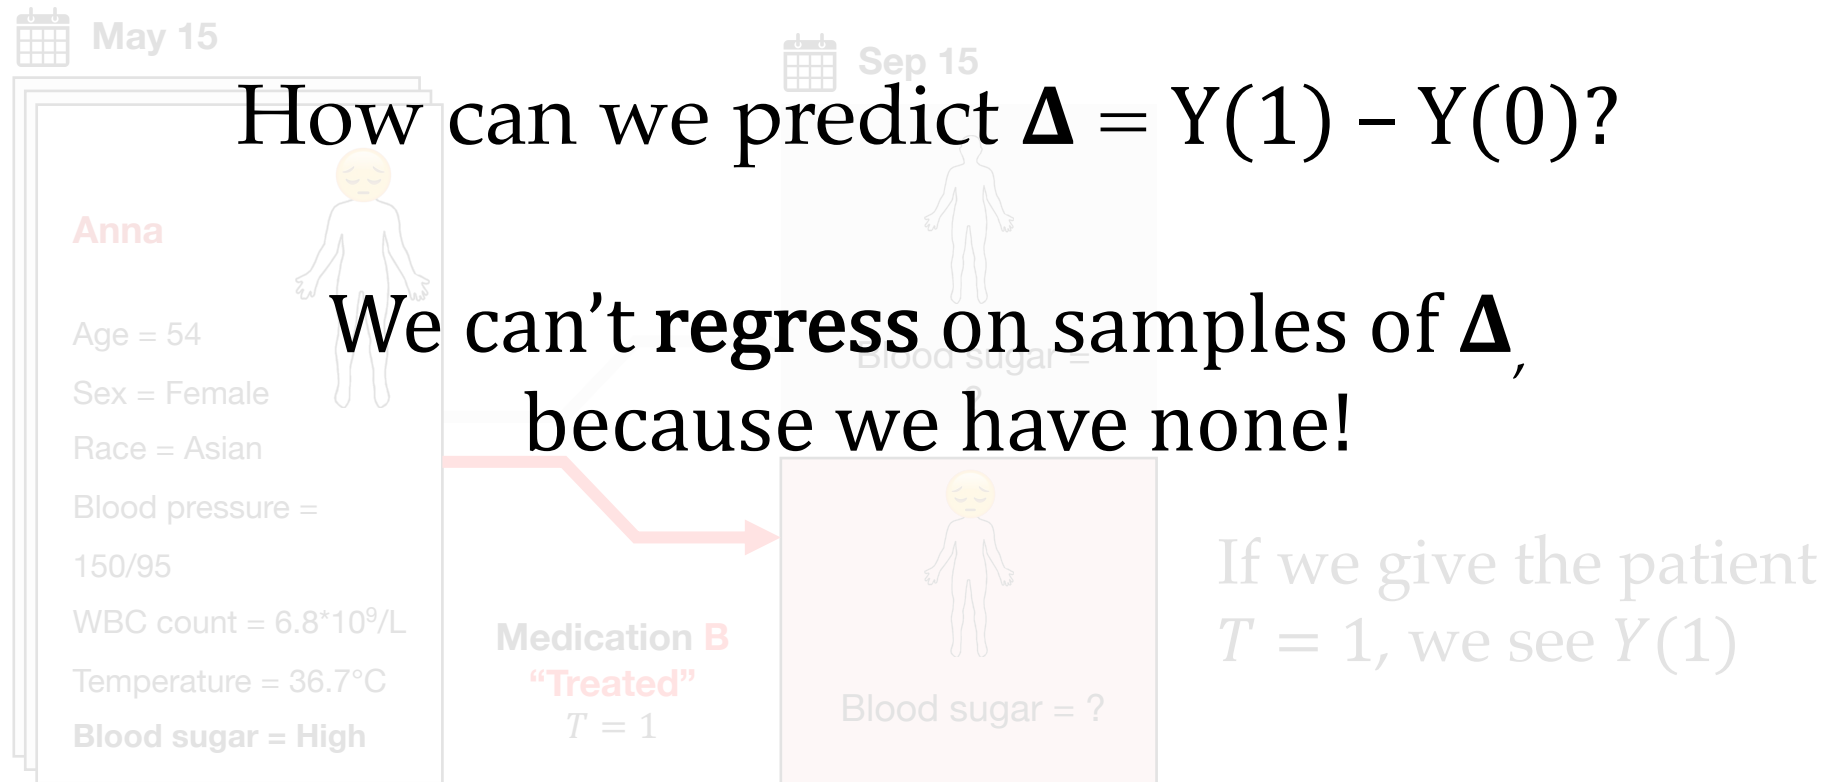 May 15
Sep 15
How can we predict Δ = Y(1) – Y(0)?
Anna
We can’t regress on samples of Δ,
because we have none!
Age = 54
Sex = Female
Race = Asian
Blood pressure =
150/95
WBC count = 6.8*10⁹/L
Temperature = 36.7°C
Blood sugar = High
Medication B
“Treated”
T = 1
Blood sugar =
?
Blood sugar = ?
If we give the patient
T = 1, we see Y(1)